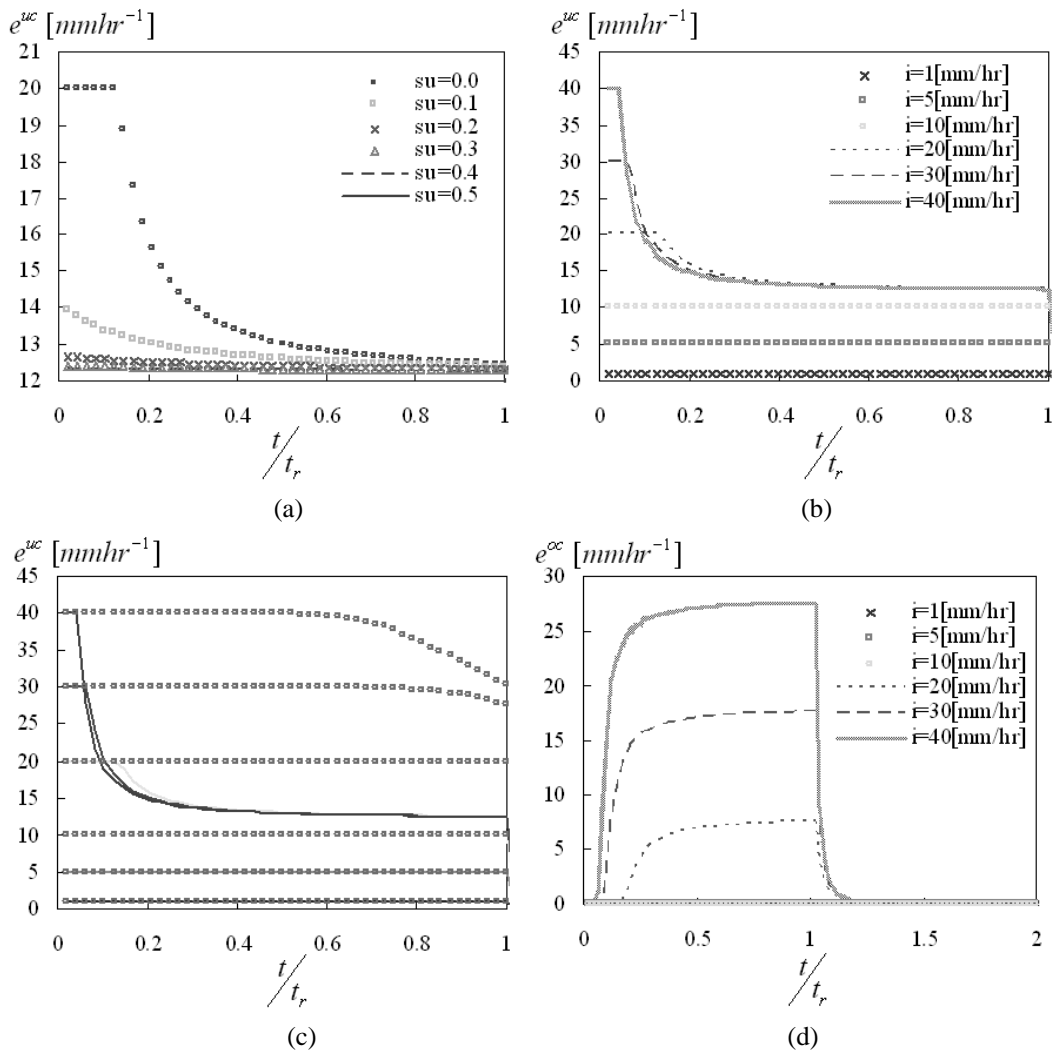 e^{uc} [mmhr^{-1}]
21
20
19
18
17
16
15
14
13
12
0
0.2
0.4
0.6
0.8
1
su=0.0
su=0.1
su=0.2
su=0.3
su=0.4
su=0.5
t/t_r
(a)
e^{uc} [mmhr^{-1}]
45
40
35
30
25
20
15
10
5
0
0
0.2
0.4
0.6
0.8
1
i=1[mm/hr]
i=5[mm/hr]
i=10[mm/hr]
i=20[mm/hr]
i=30[mm/hr]
i=40[mm/hr]
t/t_r
(b)
e^{uc} [mmhr^{-1}]
45
40
35
30
25
20
15
10
5
0
0
0.2
0.4
0.6
0.8
1
t/t_r
(c)
e^{oc} [mmhr^{-1}]
30
25
20
15
10
5
0
0
0.5
1
1.5
2
i=1[mm/hr]
i=5[mm/hr]
i=10[mm/hr]
i=20[mm/hr]
i=30[mm/hr]
i=40[mm/hr]
t/t_r
(d)